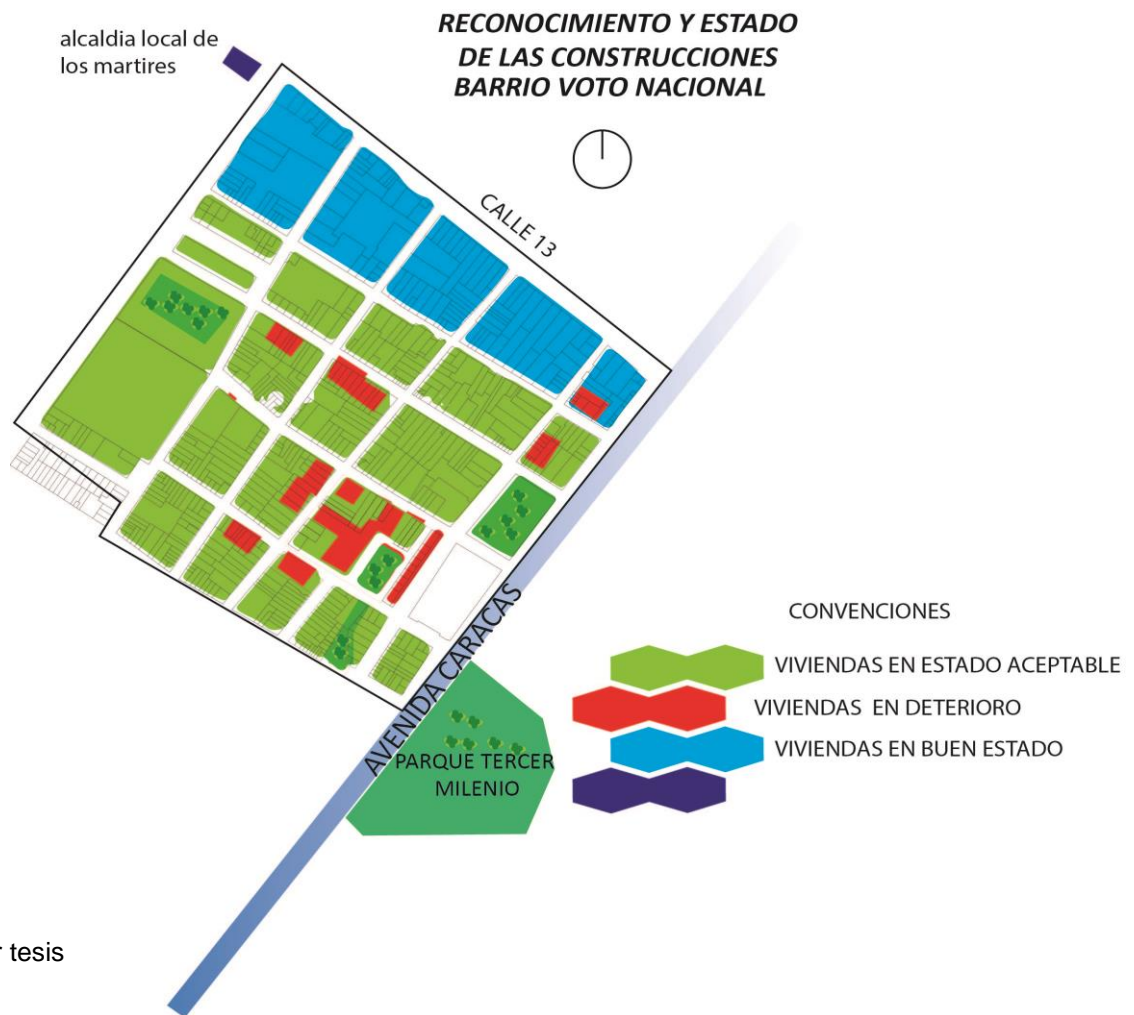 RECONOCIMIENTO Y ESTADO
DE LAS CONSTRUCCIONES
BARRIO VOTO NACIONAL
alcaldia local de
los martires
CALLE 13
AVENIDA CARACAS
PARQUE TERCER
MILENIO
CONVENCIONES
VIVIENDAS EN ESTADO ACEPTABLE
VIVIENDAS EN DETERIORO
VIVIENDAS EN BUEN ESTADO
tesis